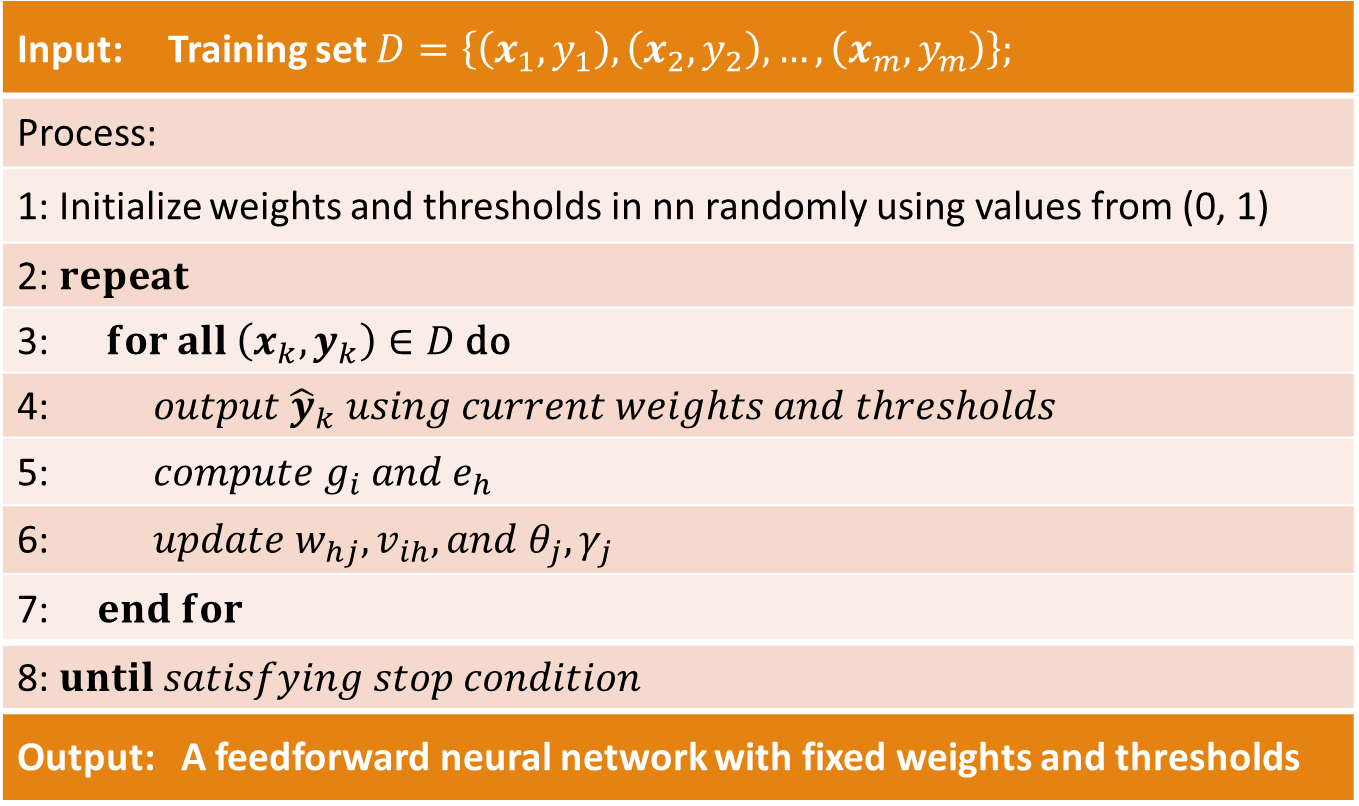 Input: Training set D = {(x₁, y₁), (x₂, y₂), … , (xₘ, yₘ)};
Process:
1: Initialize weights and thresholds in nn randomly using values from (0, 1)
2: repeat
3: for all (xₖ, yₖ) ∈ D do
4: output ŷₖ using current weights and thresholds
5: compute gᵢ and eₕ
6: update wₕⱼ, vᵢₕ, and θⱼ, γⱼ
7: end for
8: until satisfying stop condition
Output: A feedforward neural network with fixed weights and thresholds